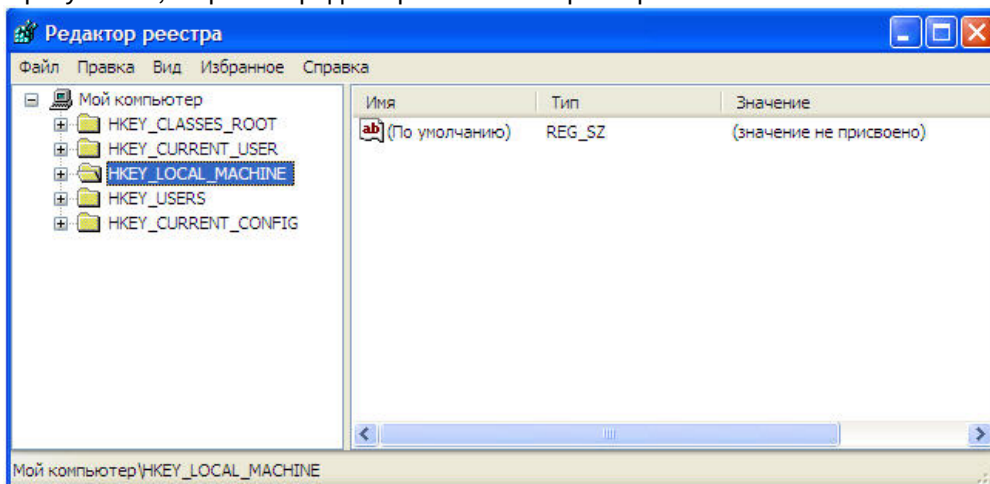 Редактор реестра
Файл Правка Вид Избранное Справка
Мой компьютер
HKEY_CLASSES_ROOT
HKEY_CURRENT_USER
HKEY_LOCAL_MACHINE
HKEY_USERS
HKEY_CURRENT_CONFIG
Имя Тип Значение
ab (По умолчанию) REG_SZ (значение не присвоено)
Мой компьютер\HKEY_LOCAL_MACHINE